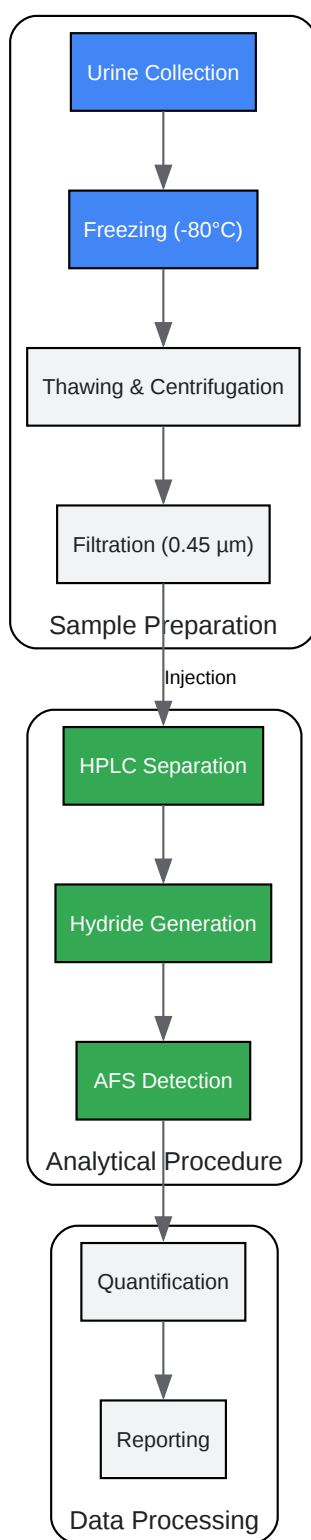 Urine Collection
Freezing (-80°C)
Thawing & Centrifugation
Filtration (0.45 µm)
Sample Preparation
Injection
HPLC Separation
Hydride Generation
AFS Detection
Analytical Procedure
Quantification
Reporting
Data Processing